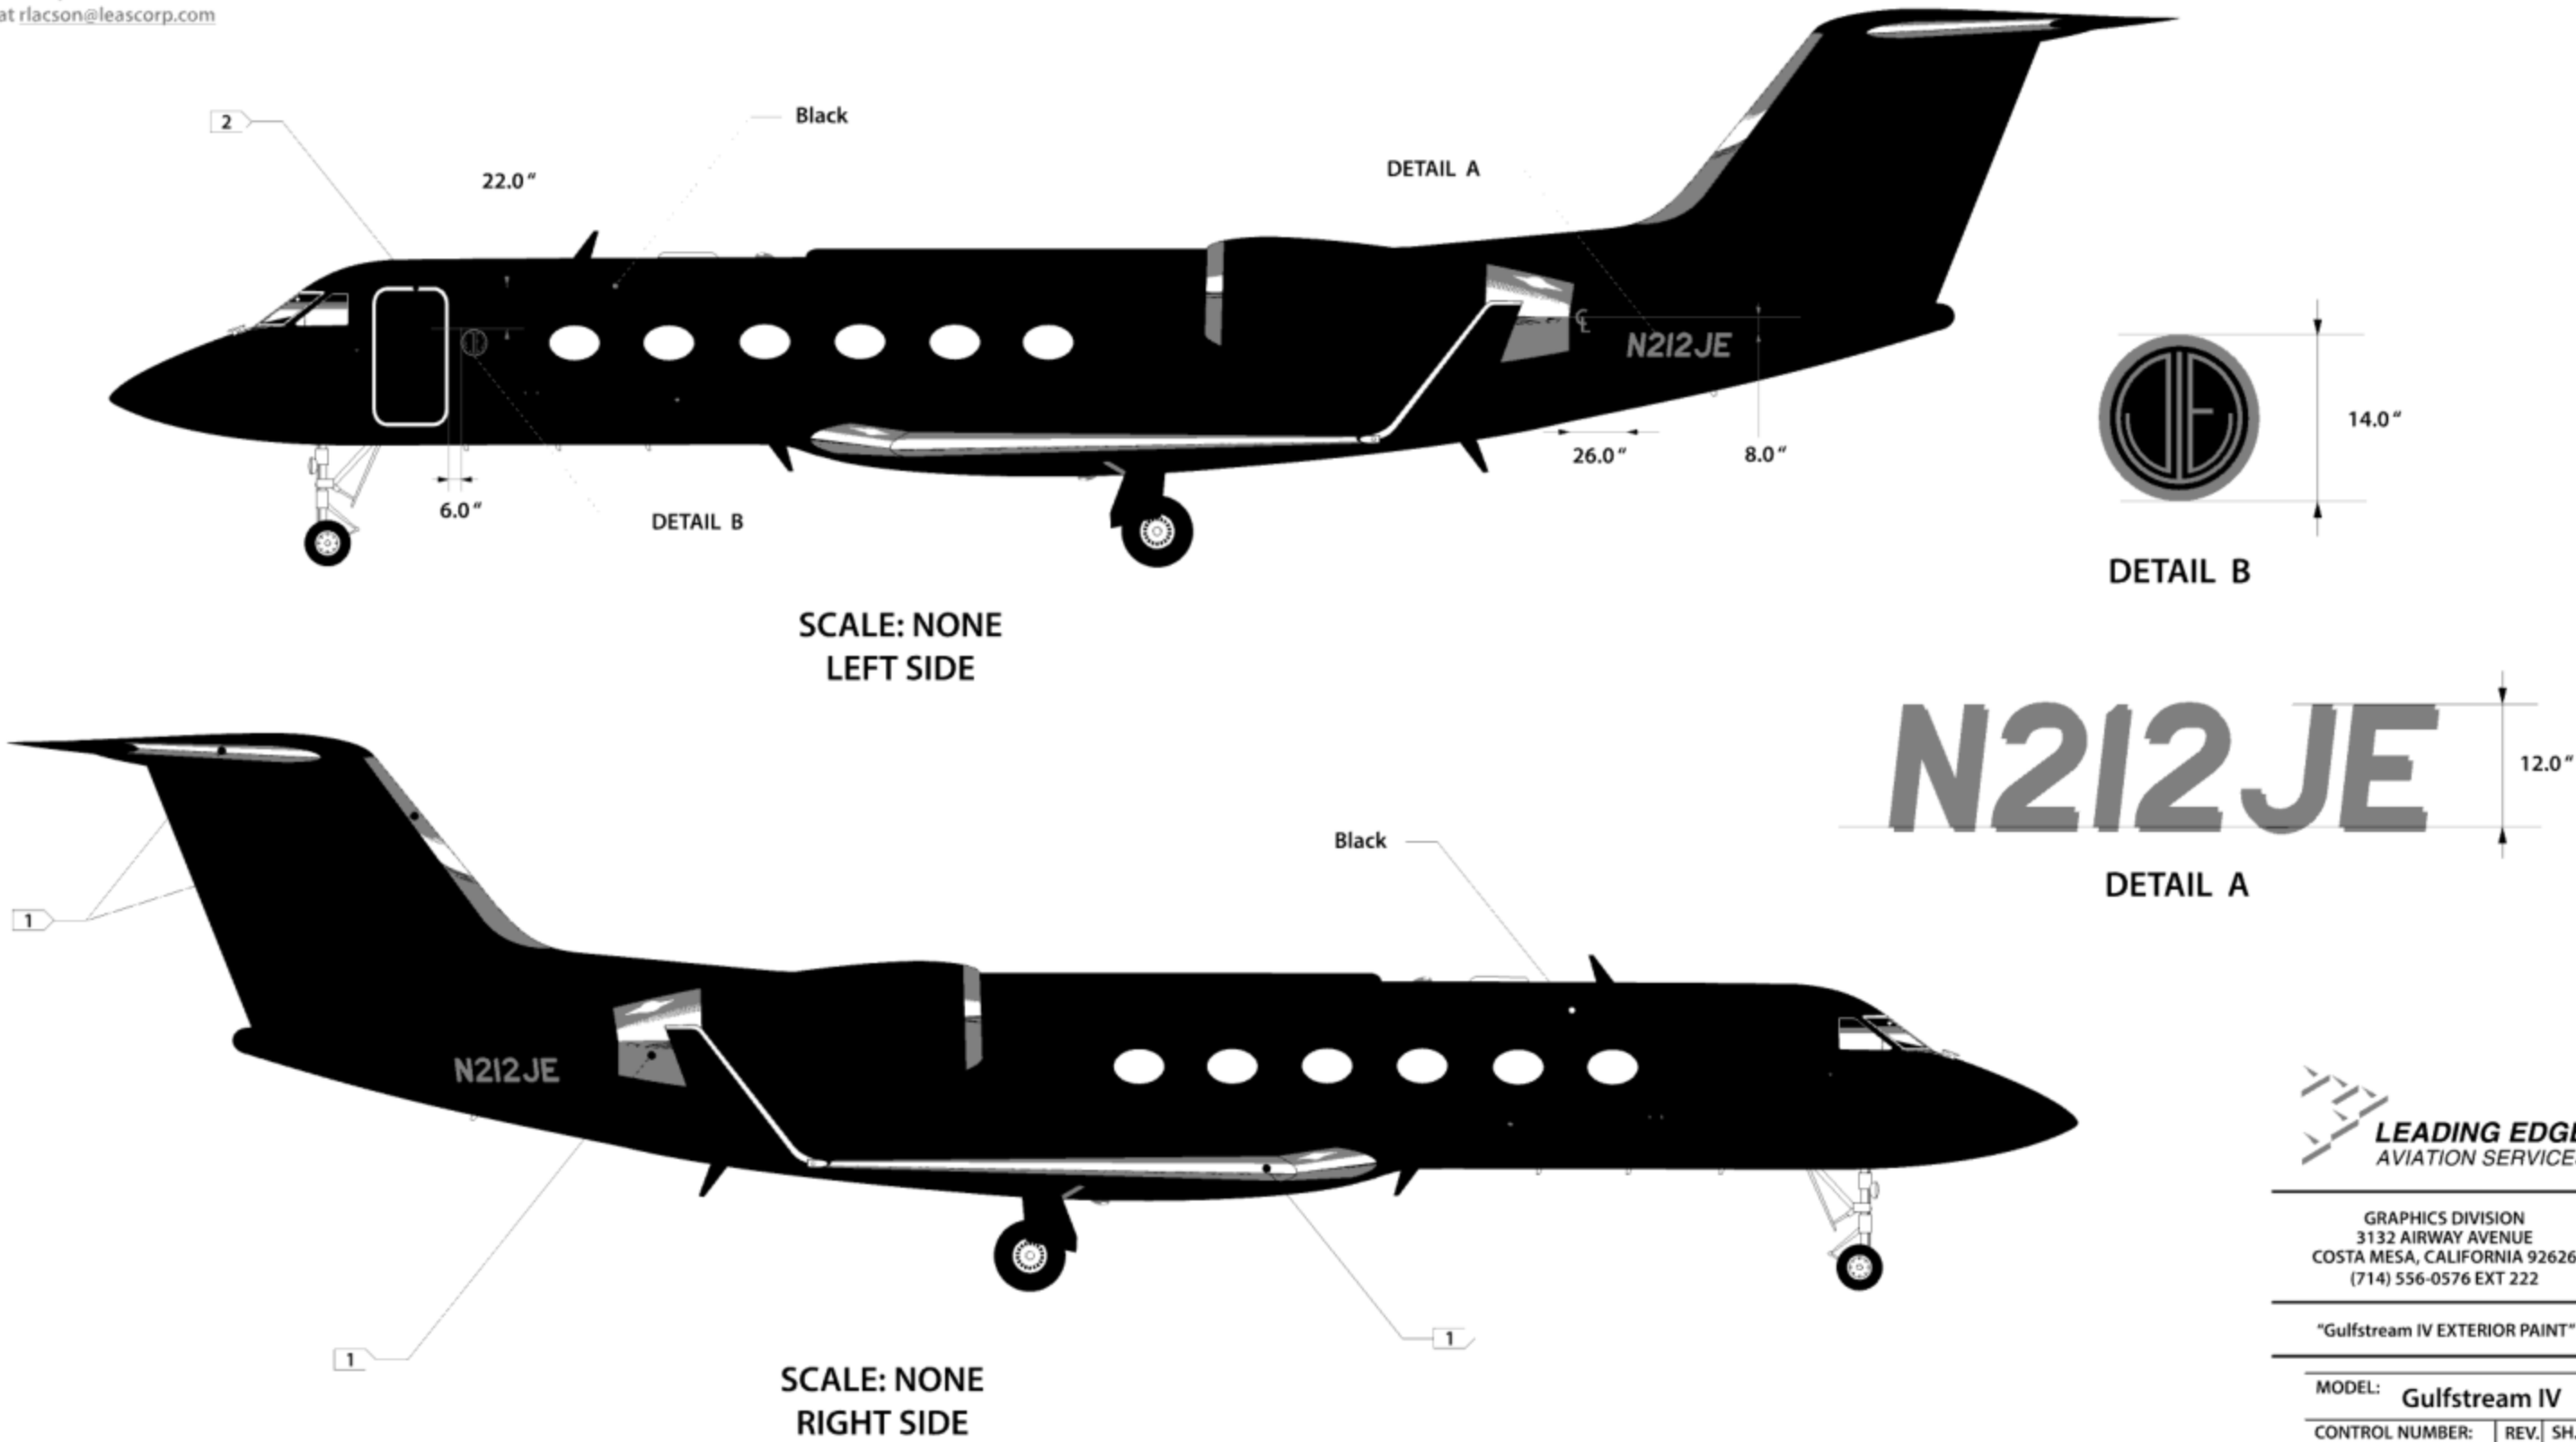 at rlacson@leascorp.com
2
Black
22.0"
DETAIL A
N212JE
26.0"
8.0"
6.0"
DETAIL B
14.0"
DETAIL B
SCALE: NONE
LEFT SIDE
N212JE
12.0"
DETAIL A
Black
1
N212JE
1
1
SCALE: NONE
RIGHT SIDE
LEADING EDGE
AVIATION SERVICES
GRAPHICS DIVISION
3132 AIRWAY AVENUE
COSTA MESA, CALIFORNIA 92626
(714) 556-0576 EXT 222
"Gulfstream IV EXTERIOR PAINT"
MODEL: Gulfstream IV
CONTROL NUMBER: REV.